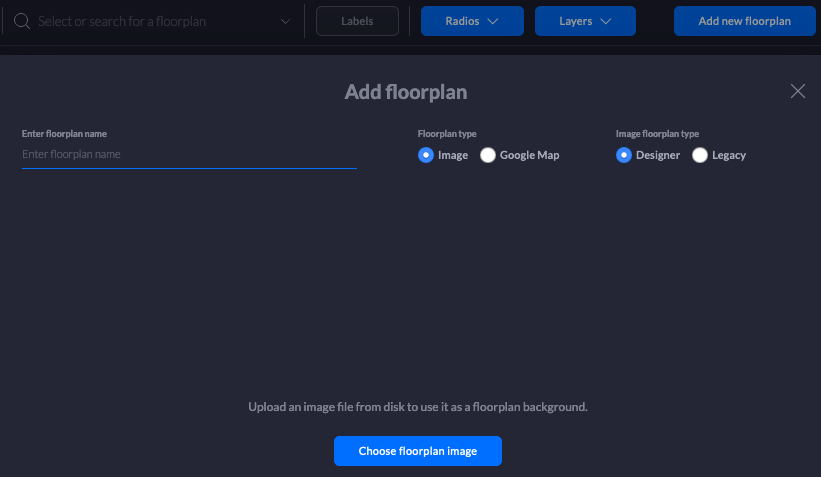 Select or search for a floorplan
Labels
Radios
Layers
Add new floorplan
Add floorplan
Enter floorplan name
Enter floorplan name
Floorplan type
Image
Google Map
Image floorplan type
Designer
Legacy
Upload an image file from disk to use it as a floorplan background.
Choose floorplan image